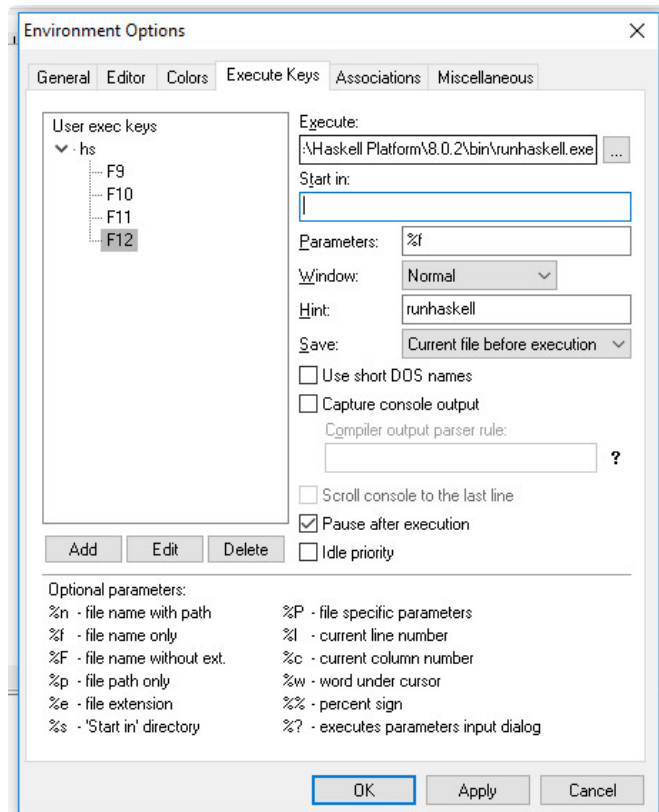 Environment Options
General Editor Colors Execute Keys Associations Miscellaneous
User exec keys
hs
F9
F10
F11
F12
Add Edit Delete
Execute:
:\Haskell Platform\8.0.2\bin\runhaskell.exe ...
Start in:
Parameters: %f
Window: Normal
Hint: runhaskell
Save: Current file before execution
Use short DOS names
Capture console output
Compiler output parser rule:
?
Scroll console to the last line
Pause after execution
Idle priority
Optional parameters:
%n - file name with path
%f - file name only
%F - file name without ext.
%p - file path only
%e - file extension
%s - 'Start in' directory
%P - file specific parameters
%l - current line number
%c - current column number
%w - word under cursor
%% - percent sign
%? - executes parameters input dialog
OK Apply Cancel